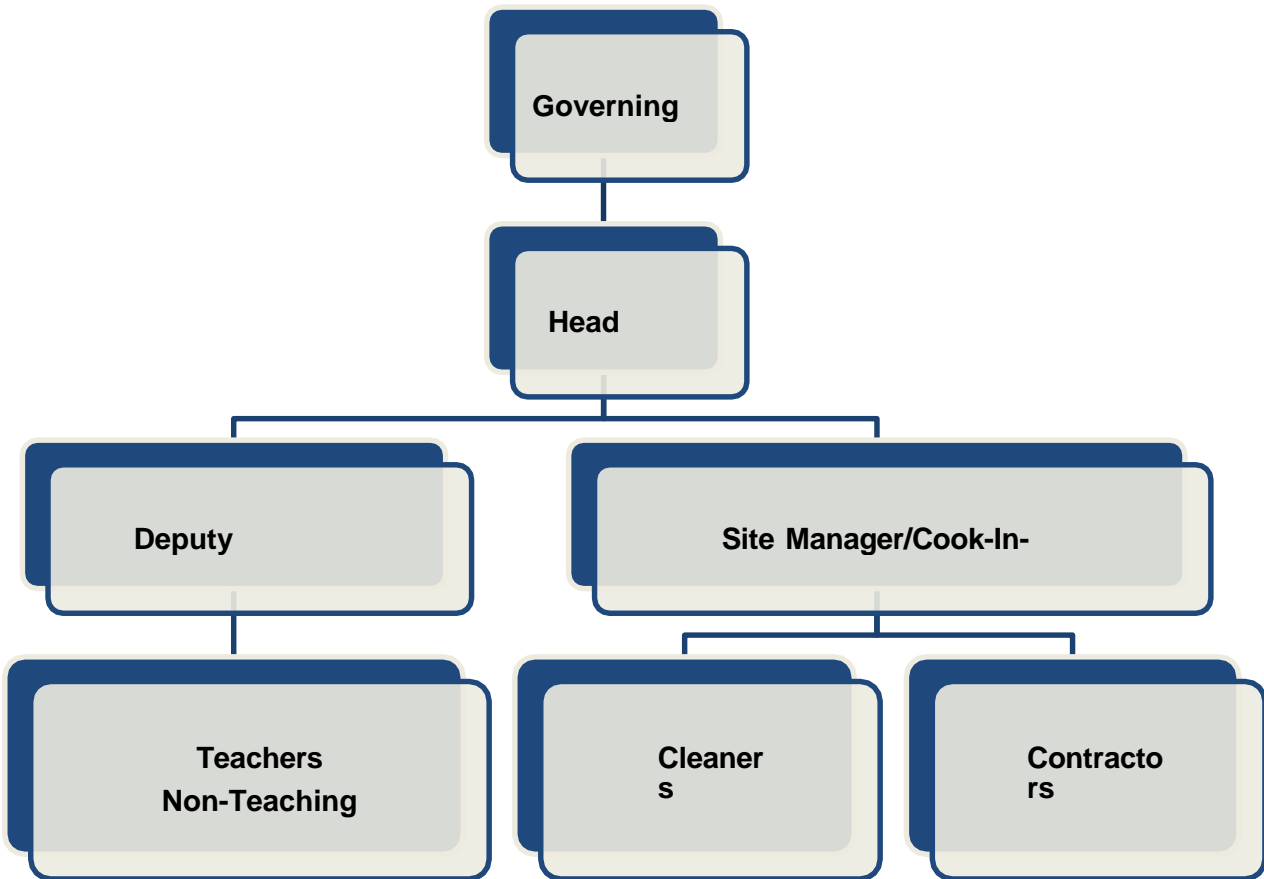 Governing
Head
Deputy
Site Manager/Cook-In-
Teachers
Non-Teaching
Cleaner
s
Contracto
rs